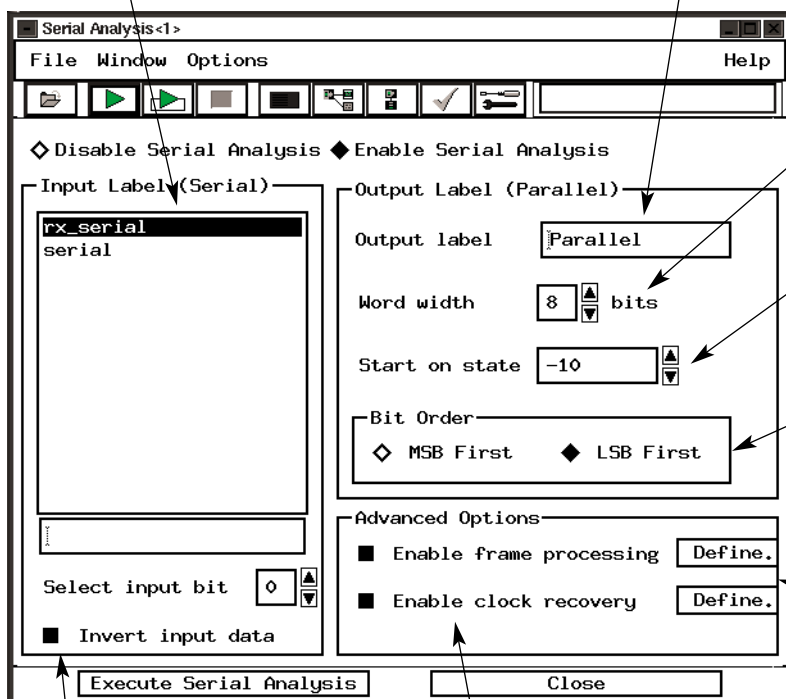 Serial Analysis<1>
File Window Options Help
Disable Serial Analysis Enable Serial Analysis
Input Label (Serial)
rx_serial
serial
Select input bit 0
Invert input data
Output Label (Parallel)
Output label Parallel
Word width 8 bits
Start on state -10
Bit Order
MSB First LSB First
Advanced Options
Enable frame processing Define.
Enable clock recovery Define.
Execute Serial Analysis Close